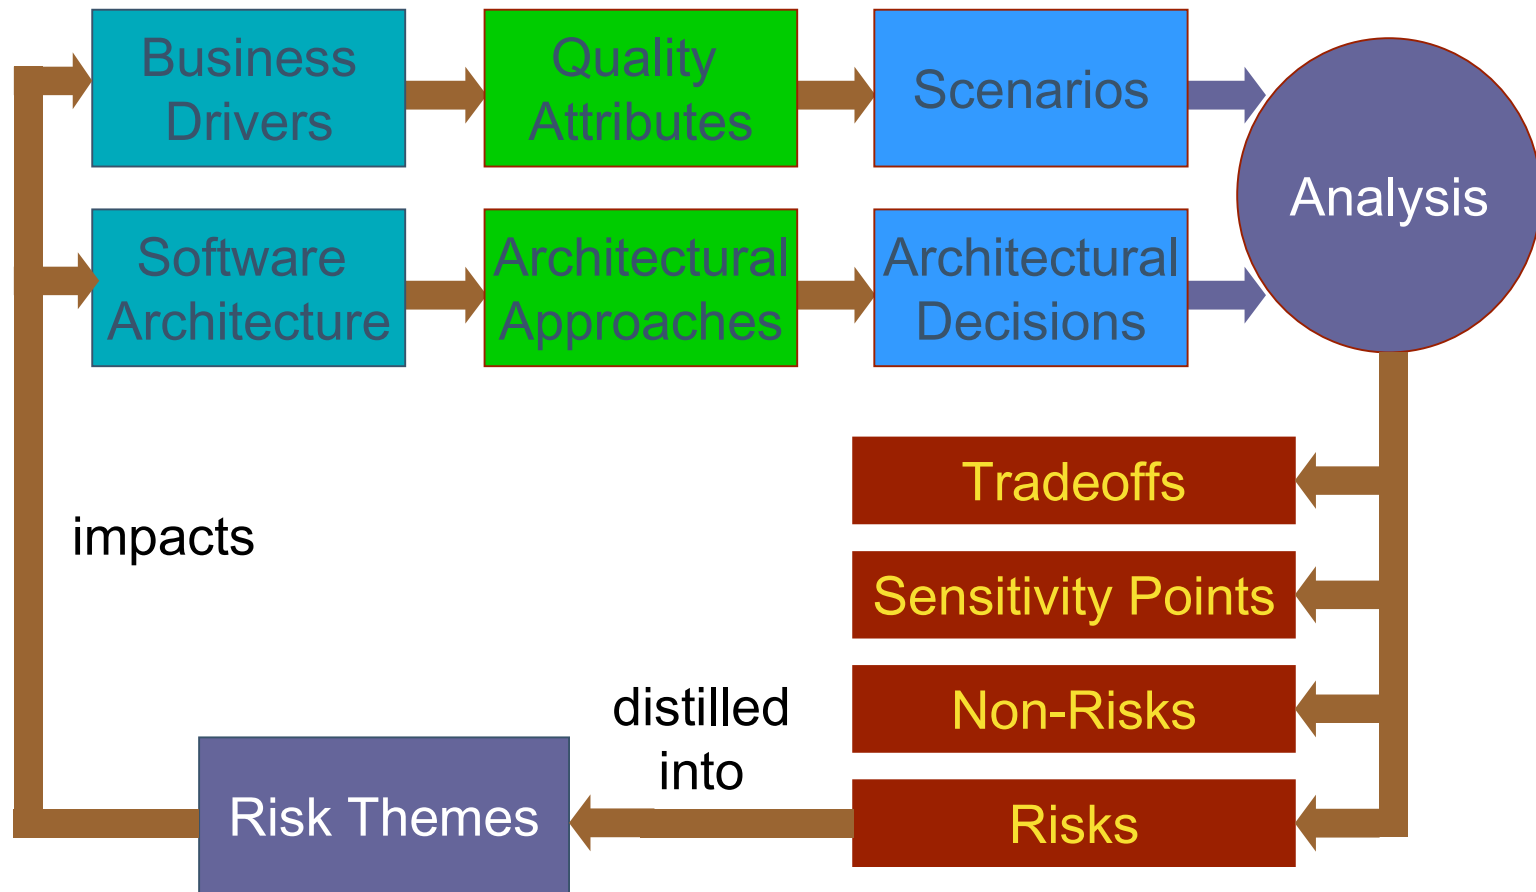 Business
Drivers
Quality
Attributes
Scenarios
Analysis
Software
Architecture
Architectural
Approaches
Architectural
Decisions
Tradeoffs
impacts
Sensitivity Points
Non-Risks
distilled
into
Risk Themes
Risks